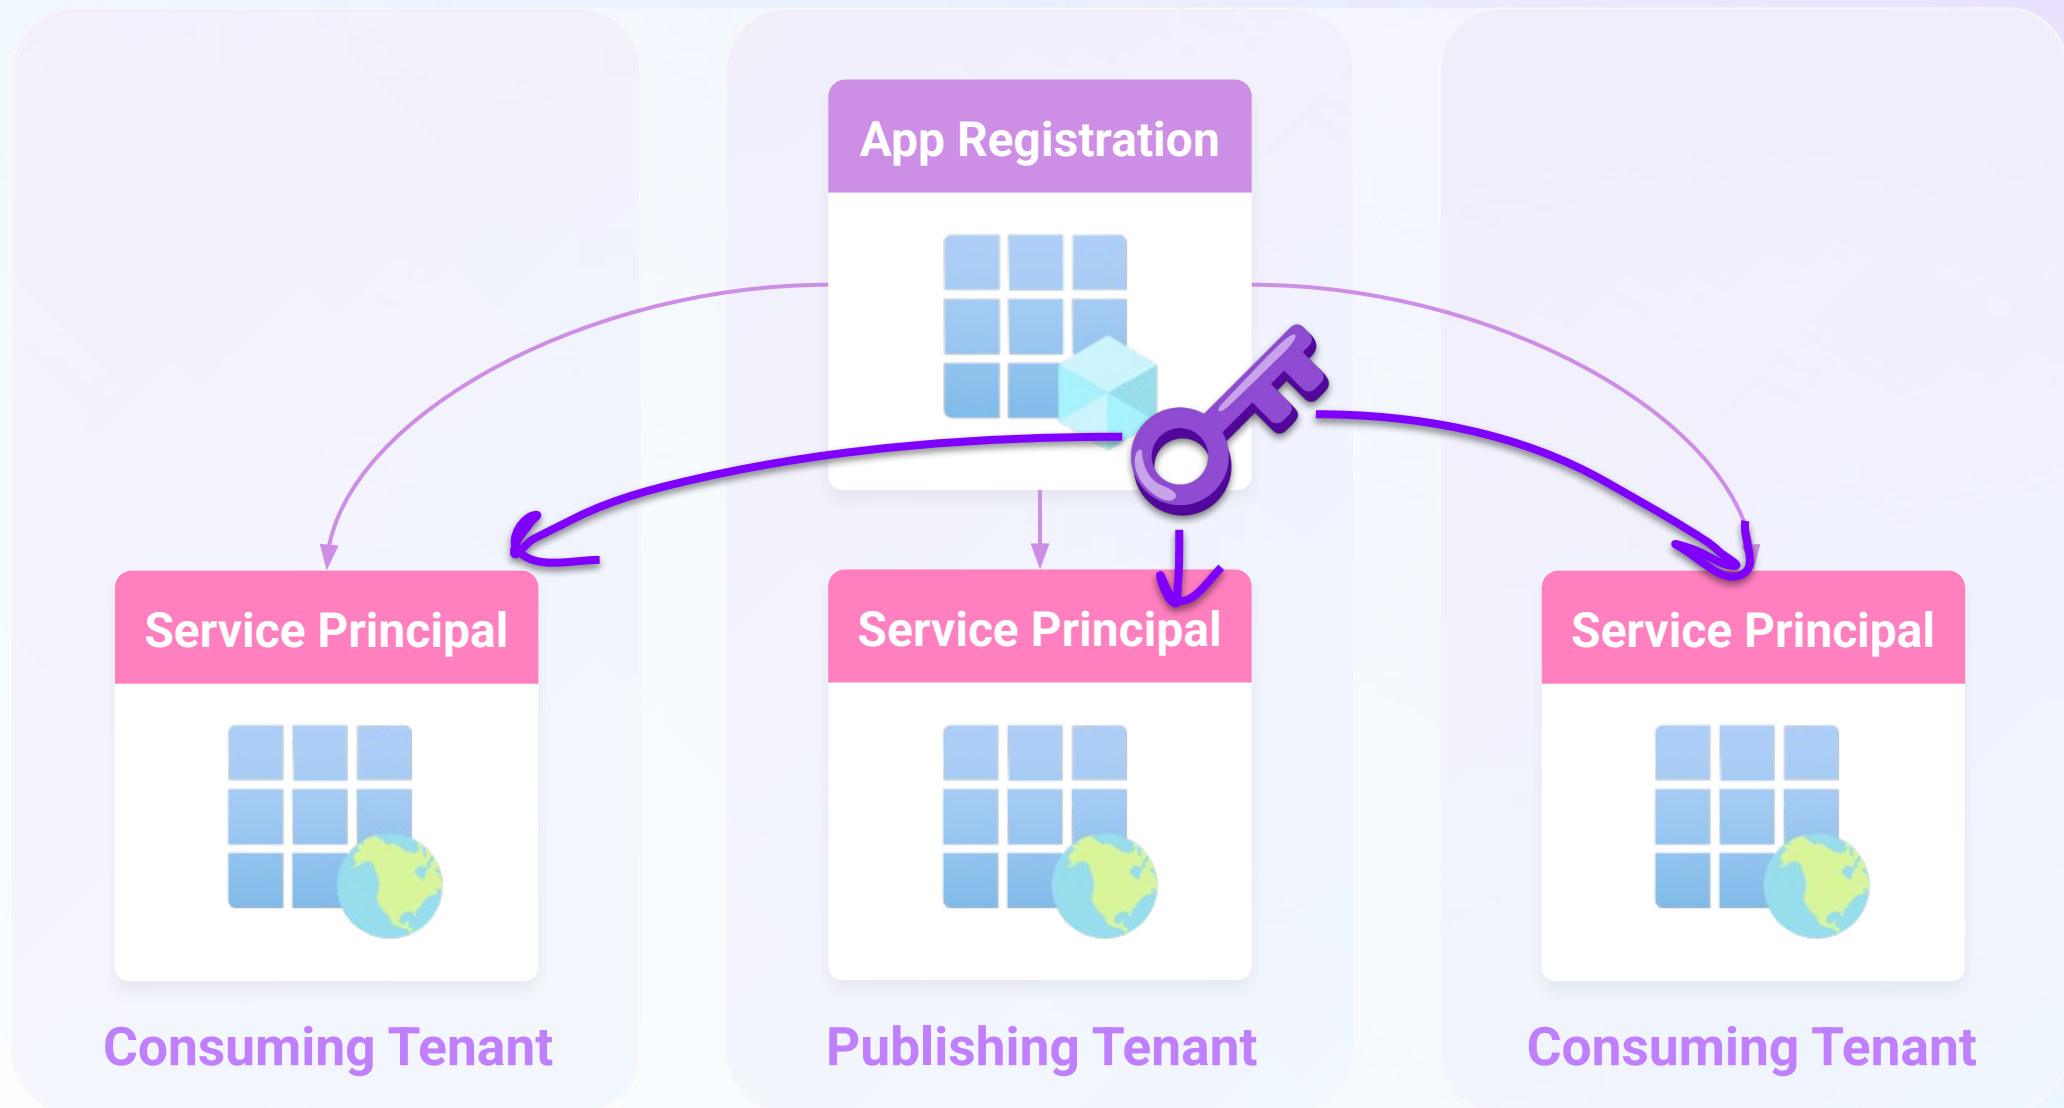 App Registration
Service Principal
Service Principal
Service Principal
Consuming Tenant
Publishing Tenant
Consuming Tenant